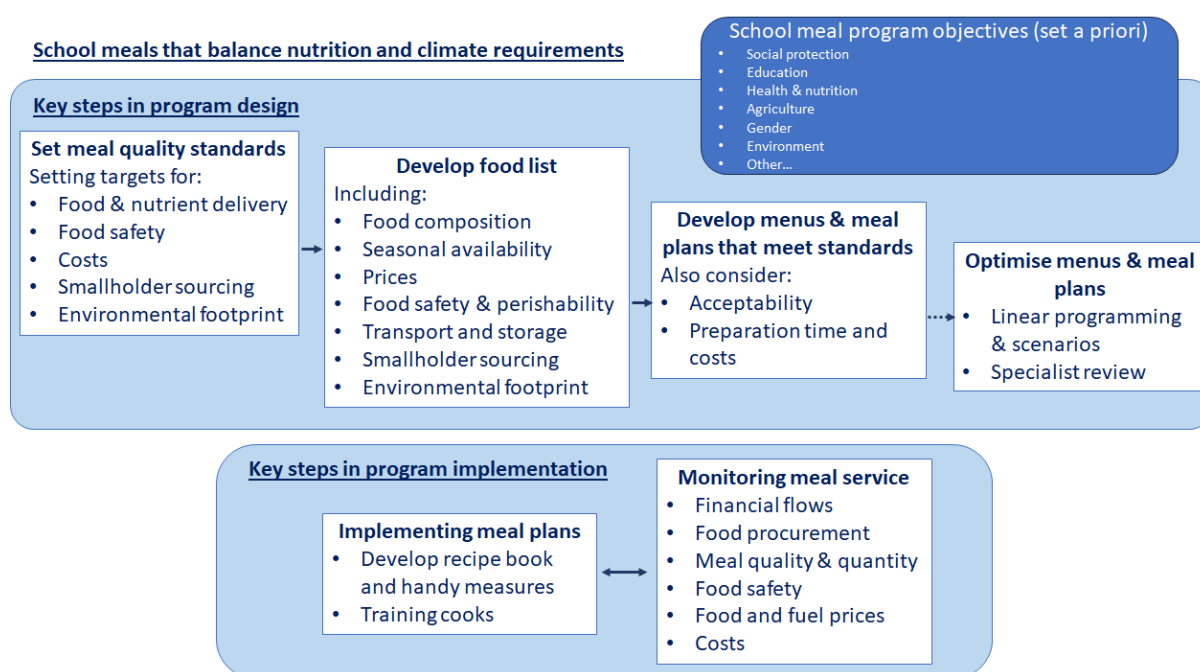 School meals that balance nutrition and climate requirements
School meal program objectives (set a priori)
• Social protection
• Education
• Health & nutrition
• Agriculture
• Gender
• Environment
• Other...
Key steps in program design
Set meal quality standards
Setting targets for:
• Food & nutrient delivery
• Food safety
• Costs
• Smallholder sourcing
• Environmental footprint
Develop food list
Including:
• Food composition
• Seasonal availability
• Prices
• Food safety & perishability
• Transport and storage
• Smallholder sourcing
• Environmental footprint
Develop menus & meal
plans that meet standards
Also consider:
• Acceptability
• Preparation time and
costs
Optimise menus & meal
plans
• Linear programming
& scenarios
• Specialist review
Key steps in program implementation
Implementing meal plans
• Develop recipe book
and handy measures
• Training cooks
Monitoring meal service
• Financial flows
• Food procurement
• Meal quality & quantity
• Food safety
• Food and fuel prices
• Costs